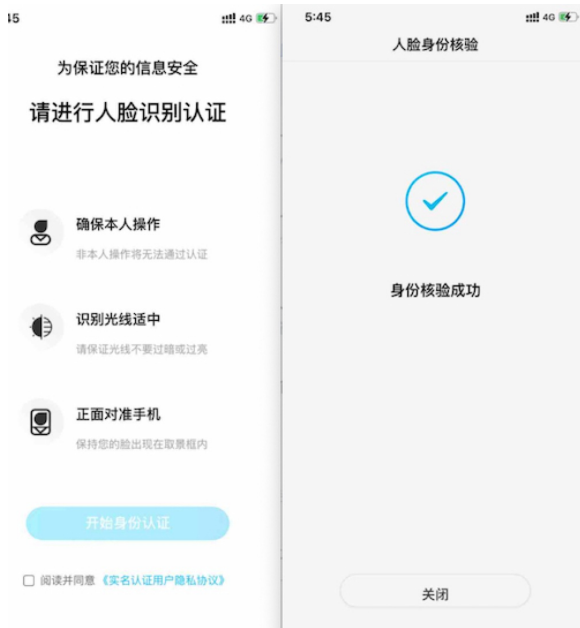 45
4G
为保证您的信息安全
请进行人脸识别认证
确保本人操作
非本人操作将无法通过认证
识别光线适中
请保证光线不要过暗或过亮
正面对准手机
保持您的脸出现在取景框内
开始身份认证
阅读并同意《实名认证用户隐私协议》
5:45
4G
人脸身份核验
身份核验成功
关闭